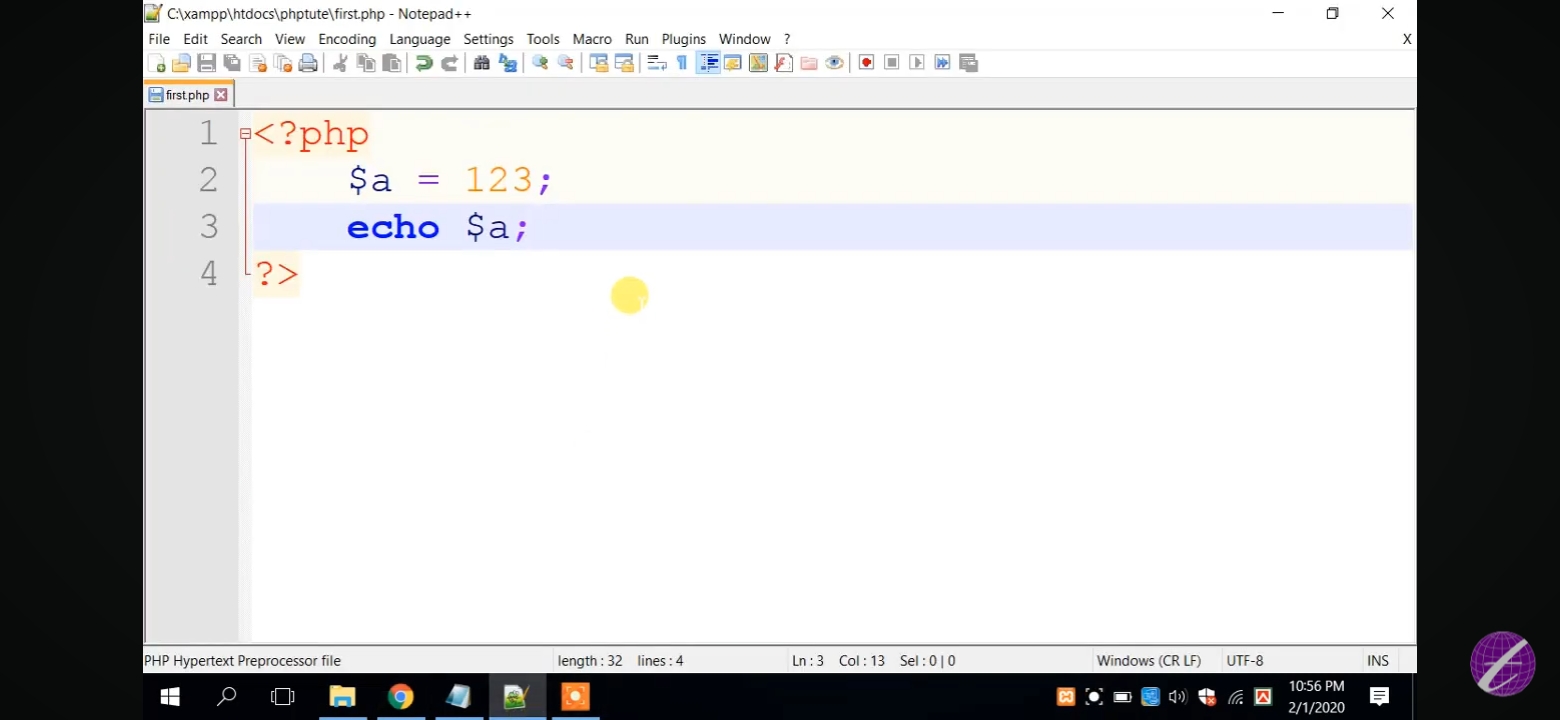 C:\xampp\htdocs\phptute\first.php - Notepad++
File Edit Search View Encoding Language Settings Tools Macro Run Plugins Window ? X
first.php
1 <?php
2 $a = 123;
3 echo $a;
4 ?>
PHP Hypertext Preprocessor file length : 32 lines : 4 Ln : 3 Col : 13 Sel : 0 | 0 Windows (CR LF) UTF-8 INS
10:56 PM
2/1/2020